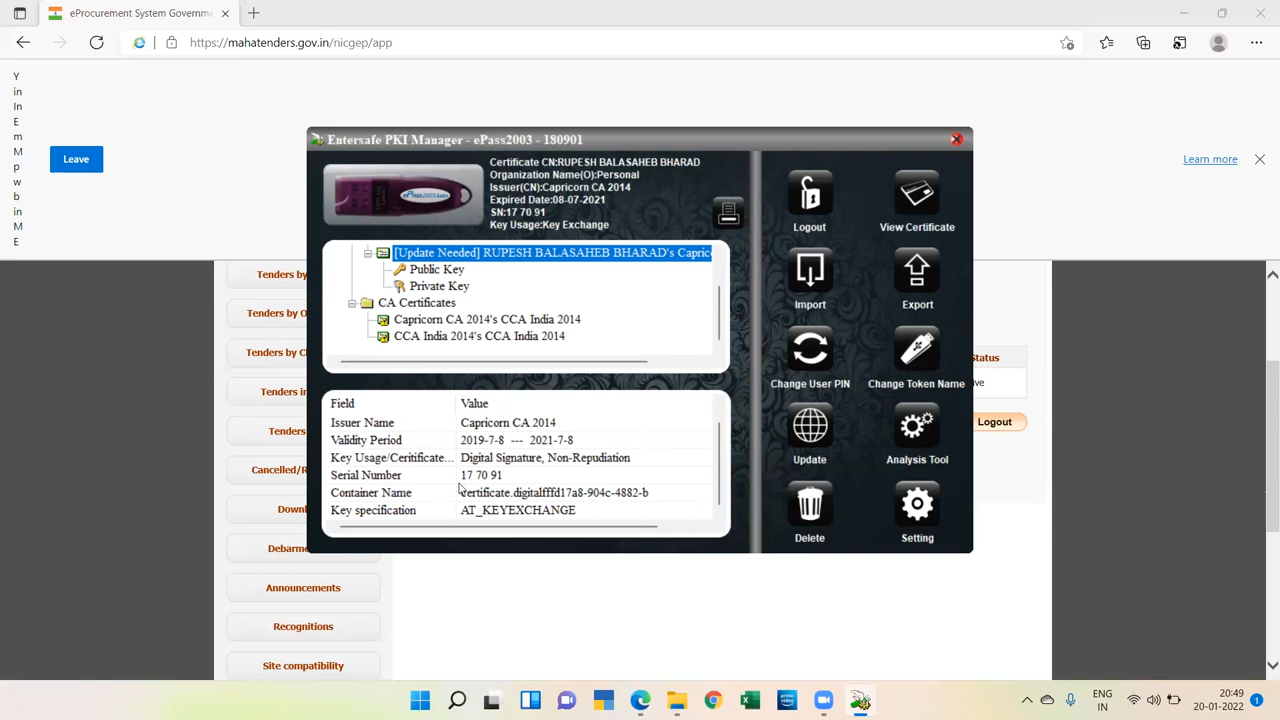 eProcurement System Governm
https://mahatenders.gov.in/nicgep/app
Y
in
In
E
m
M
p
w
b
in
M
E
Leave
Learn more
Entersafe PKI Manager - ePass2003 - 180901
Certificate CN:RUPESH BALASAHEB BHARAD
Organization Name(O):Personal
Issuer(CN):Capricorn CA 2014
Expired Date:08-07-2021
SN:17 70 91
Key Usage:Key Exchange
[Update Needed] RUPESH BALASAHEB BHARAD's Capric
Public Key
Private Key
CA Certificates
Capricorn CA 2014's CCA India 2014
CCA India 2014's CCA India 2014
Field Value
Issuer Name Capricorn CA 2014
Validity Period 2019-7-8 --- 2021-7-8
Key Usage/Ceritificate... Digital Signature, Non-Repudiation
Serial Number 17 70 91
Container Name certificate.digitalfffd17a8-904c-4882-b
Key specification AT_KEYEXCHANGE
Logout View Certificate
Import Export
Change User PIN Change Token Name
Update Analysis Tool
Delete Setting
Tenders by
Tenders by O
Tenders by Cl
Tenders in
Tenders
Cancelled/R
Downl
Debarme
Announcements
Recognitions
Site compatibility
Status
ive
Logout
ENG
IN
20:49
20-01-2022
1